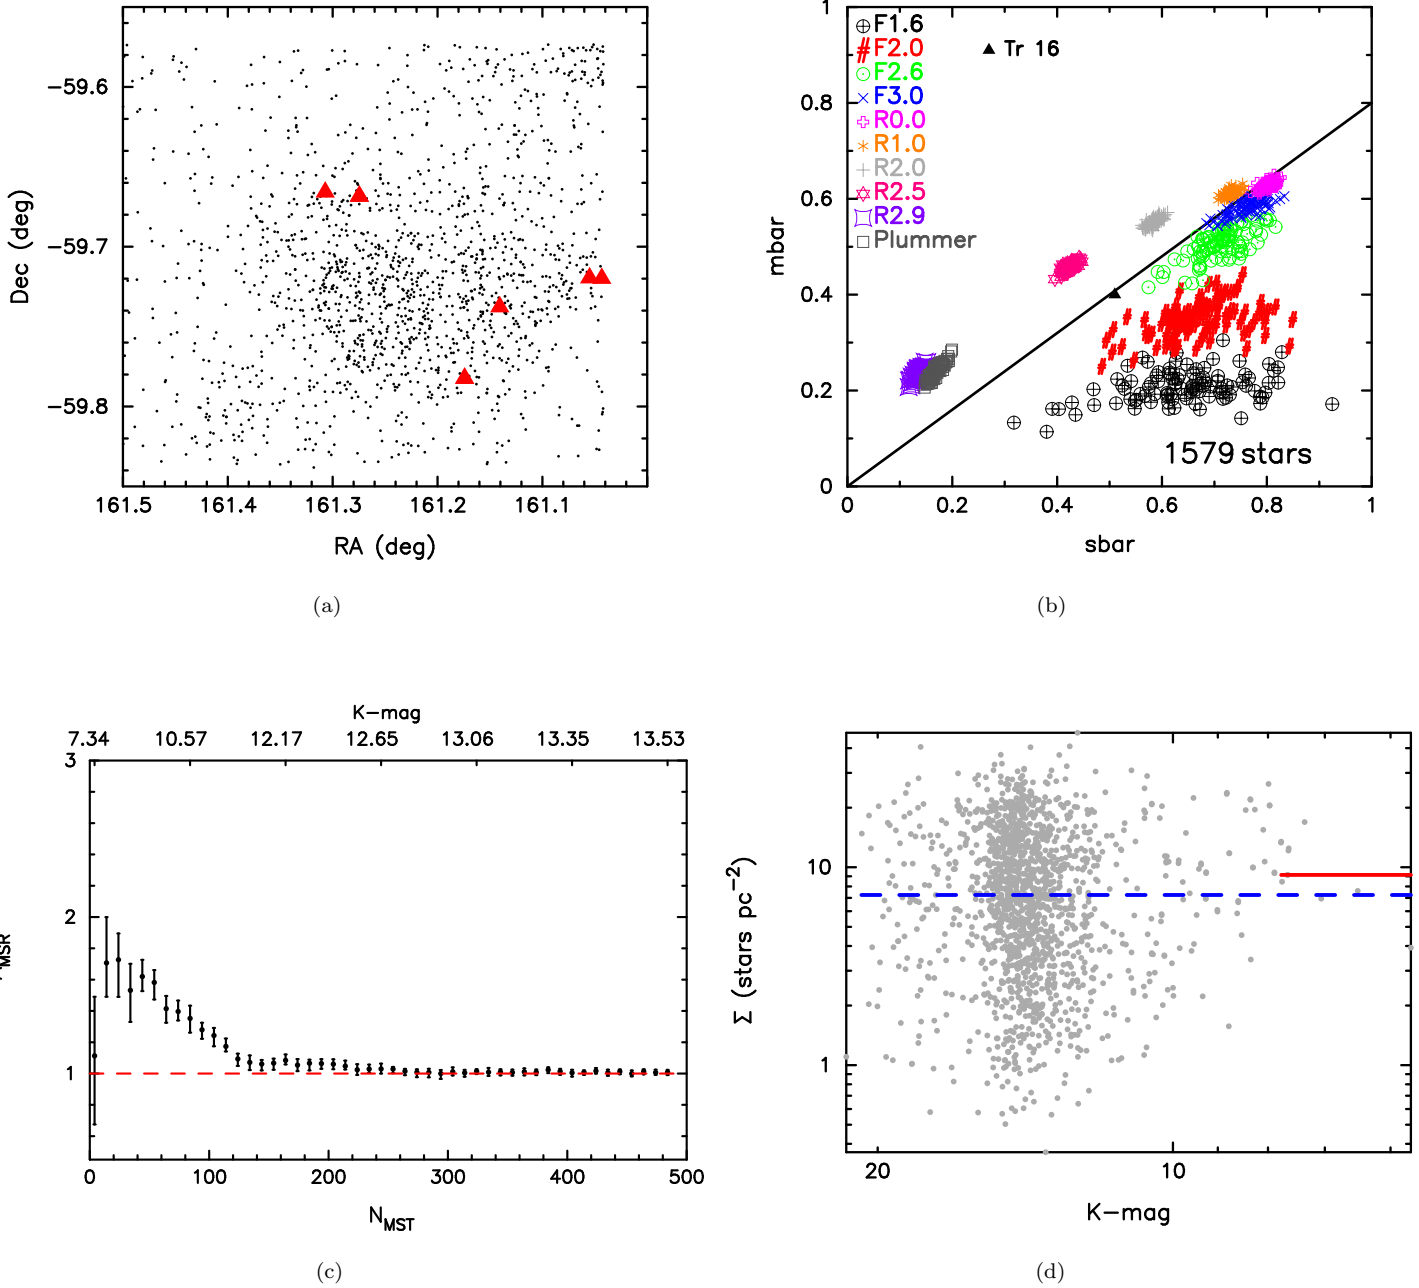 −59.6
−59.7
−59.8
Dec (deg)
161.5 161.4 161.3 161.2 161.1
RA (deg)
(a)
1
0.8
0.6
0.4
0.2
0
mbar
F1.6
F2.0
F2.6
F3.0
R0.0
R1.0
R2.0
R2.5
R2.9
Plummer
Tr 16
1579 stars
0 0.2 0.4 0.6 0.8 1
sbar
(b)
K−mag
7.34 10.57 12.17 12.65 13.06 13.35 13.53
3
2
1
MSR
0 100 200 300 400 500
N_MST
(c)
10
1
Σ (stars pc⁻²)
20 10
K−mag
(d)